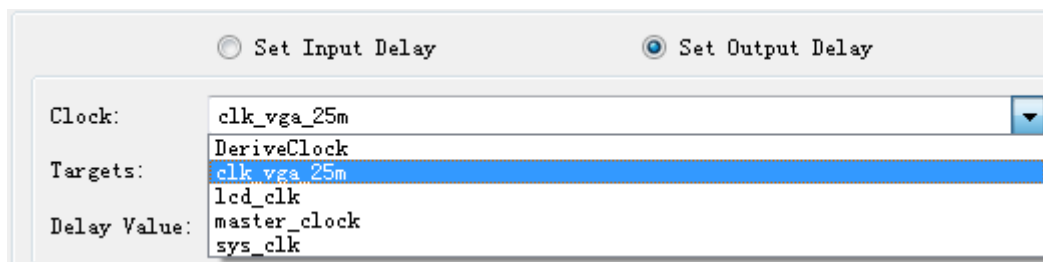 Set Input Delay Set Output Delay
Clock: clk_vga_25m
DeriveClock
Targets: clk_vga_25m
lcd_clk
Delay Value: master_clock
sys_clk